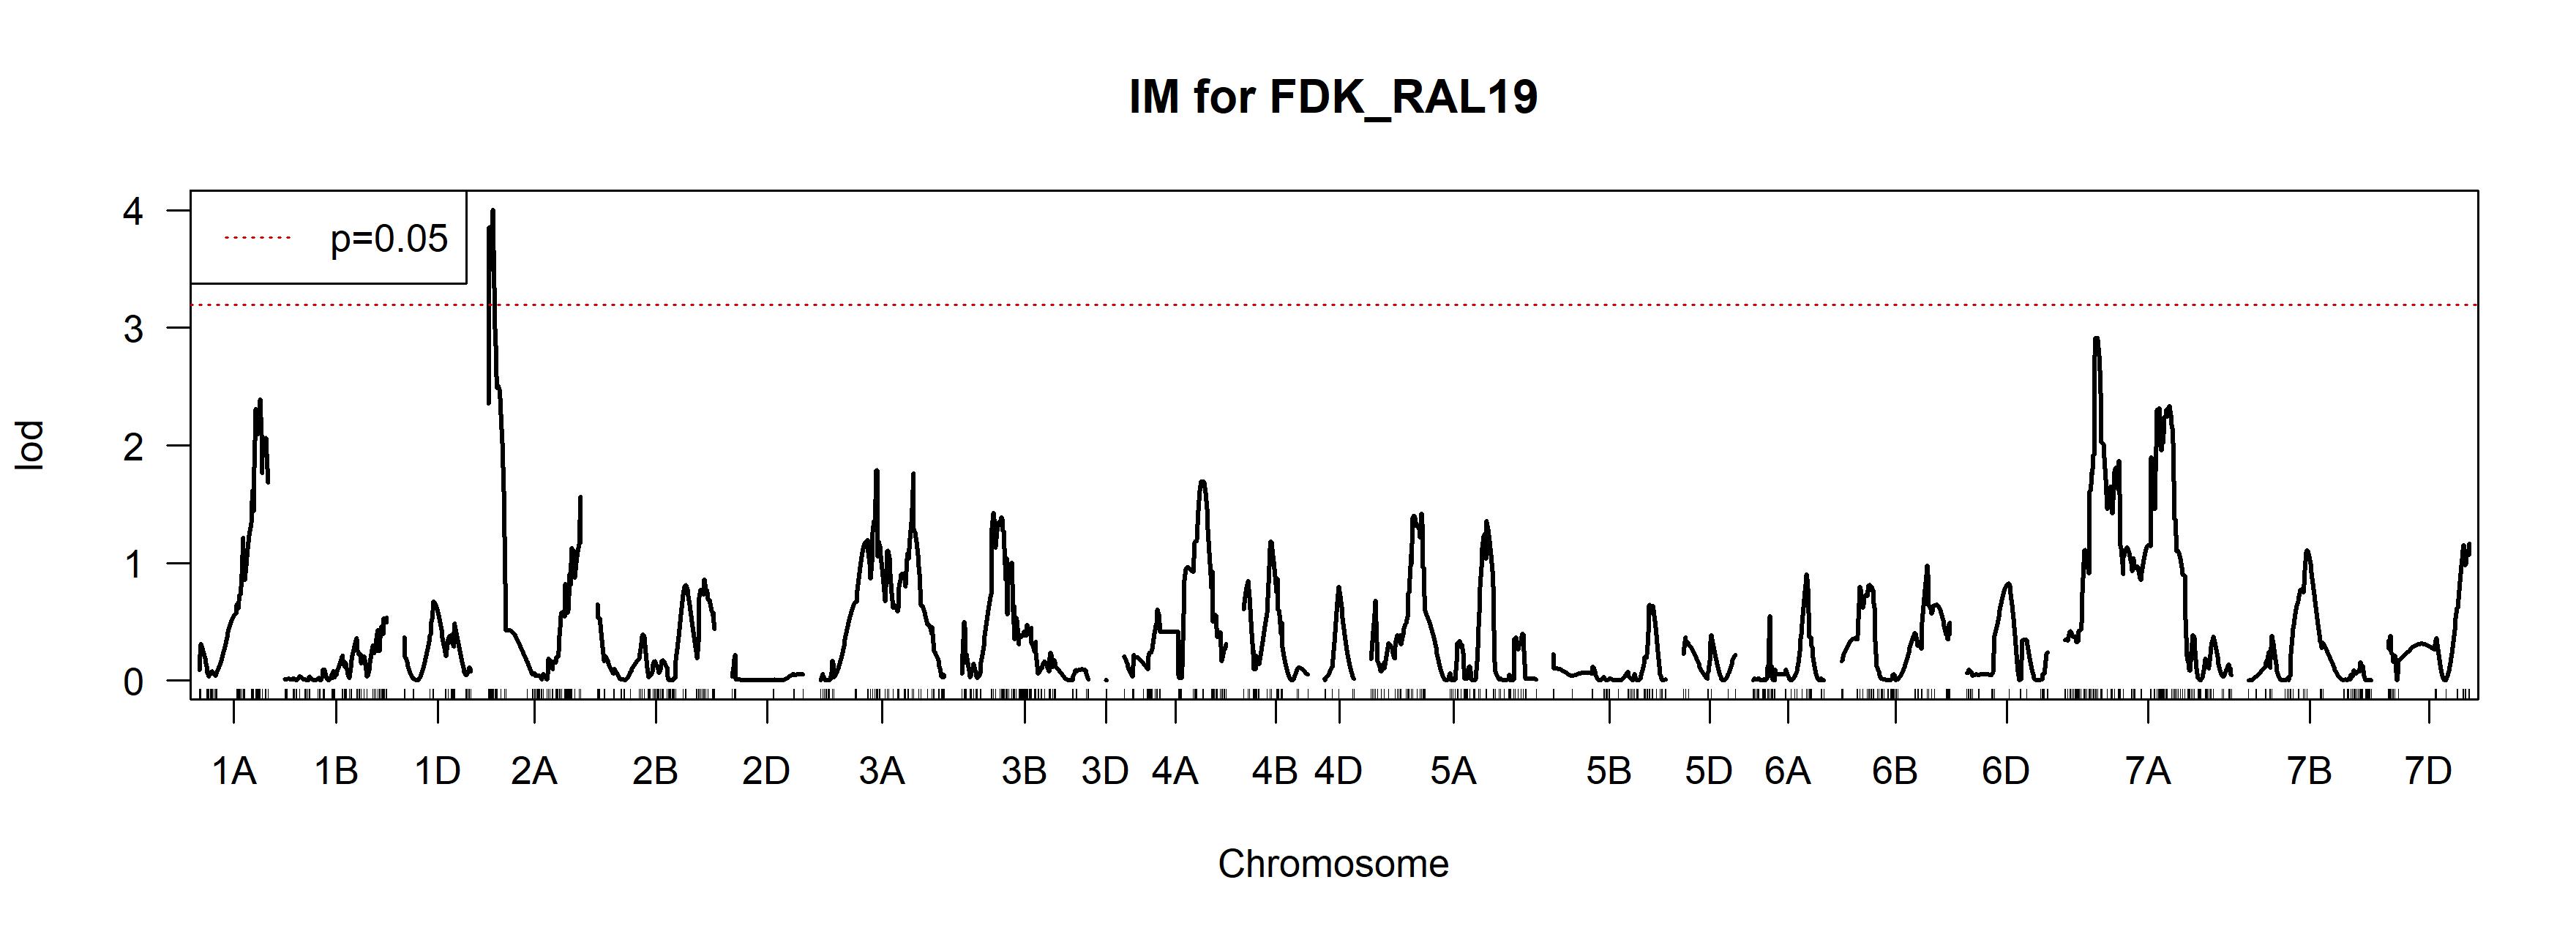 IM for FDK_RAL19
p=0.05
4
3
2
1
0
lod
1A 1B 1D 2A 2B 2D 3A 3B 3D 4A 4B 4D 5A 5B 5D 6A 6B 6D 7A 7B 7D
Chromosome